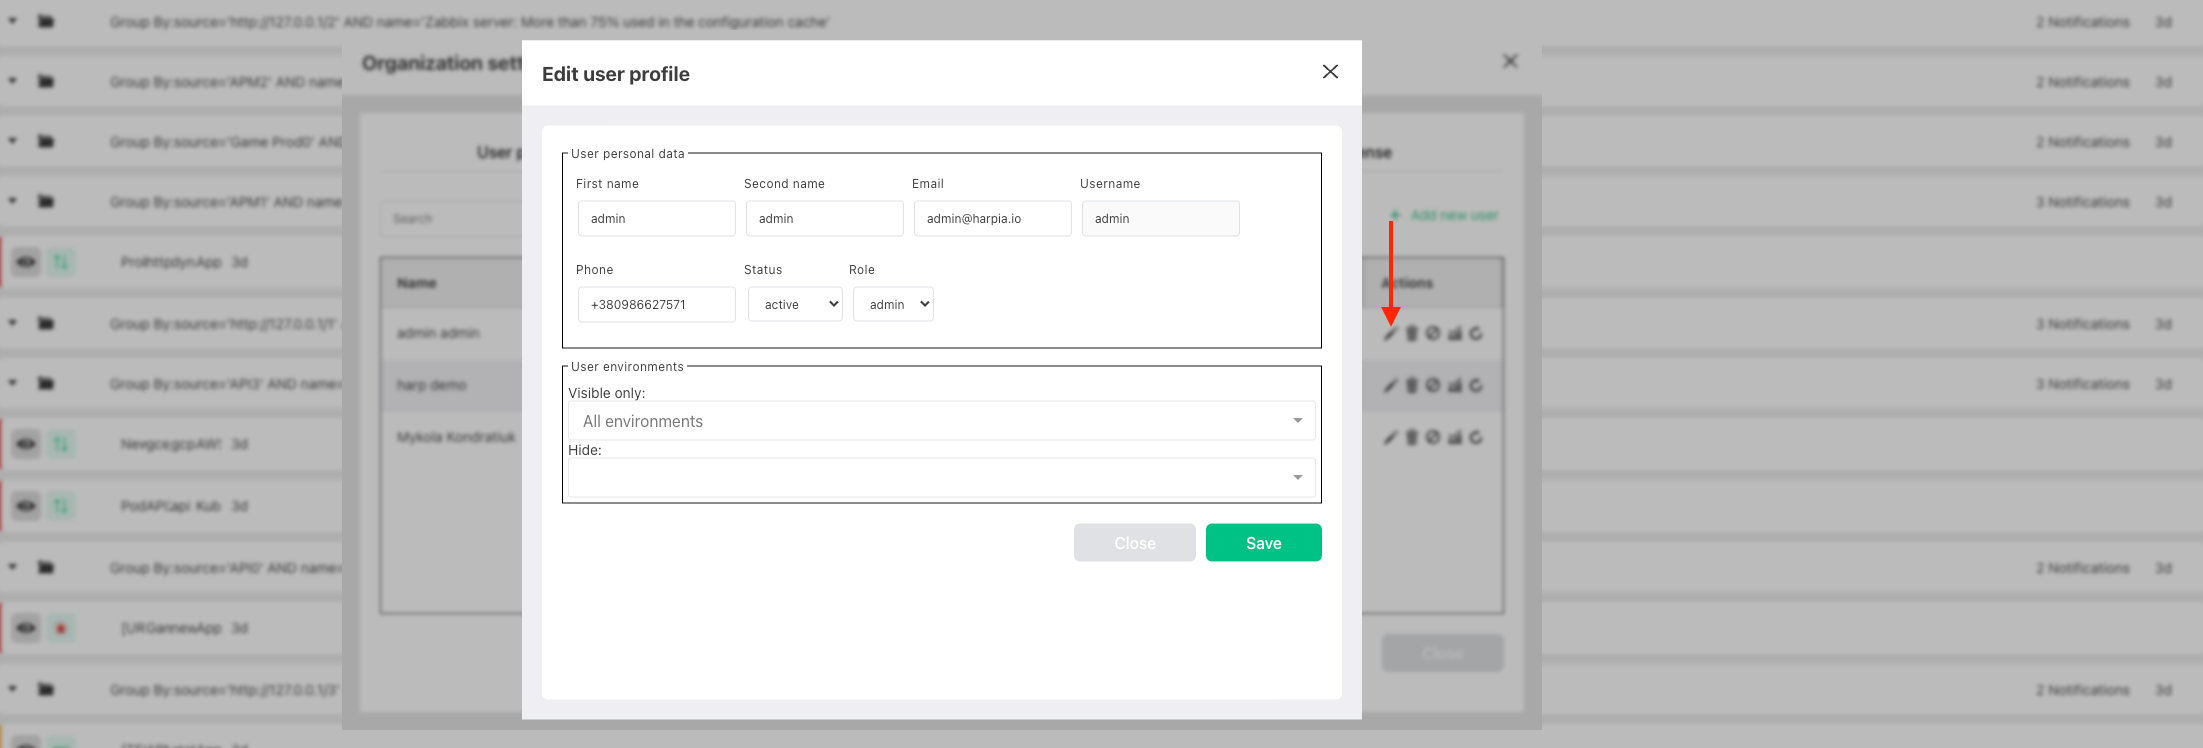 Group By:source='http://127.0.0.1/2' AND name='Zabbix server: More than 75% used in the configuration cache' 2 Notifications 3d
Organization sett
Edit user profile
Group By:source='APM2' AND name= 2 Notifications 3d
Group By:source='Game Prod0' AND 2 Notifications 3d
User p
ense
User personal data
First name Second name Email Username
Group By:source='APM1' AND name 3 Notifications 3d
Search
admin admin admin@harpia.io admin
Add new user
3d
Phone Status Role
Name
Actions
+380986627571 active admin
Group By:source='http://127.0.0.1/1' 3 Notifications 3d
admin admin
User environments
Group By:source='API3' AND name= 3 Notifications 3d
harp demo
Visible only:
All environments
Mykola Kondratiuk
3d
Hide:
3d
Close Save
Group By:source='API0' AND name= 2 Notifications 3d
3d
Close
Group By:source='http://127.0.0.1/3' 2 Notifications 3d